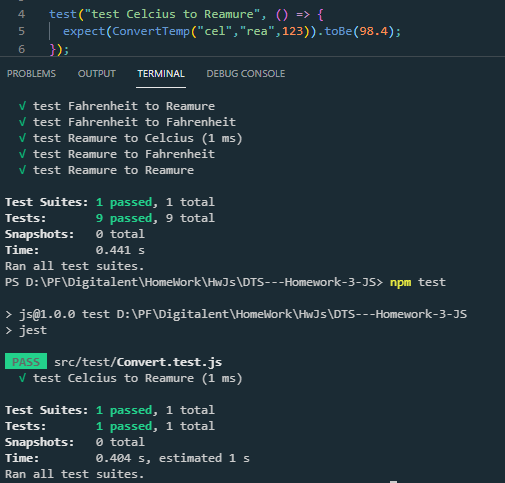 4 test("test Celcius to Reamure", () => {
5 expect(ConvertTemp("cel","rea",123)).toBe(98.4);
6 });
PROBLEMS OUTPUT TERMINAL DEBUG CONSOLE
√ test Fahrenheit to Reamure
√ test Fahrenheit to Fahrenheit
√ test Reamure to Celcius (1 ms)
√ test Reamure to Fahrenheit
√ test Reamure to Reamure
Test Suites: 1 passed, 1 total
Tests: 9 passed, 9 total
Snapshots: 0 total
Time: 0.441 s
Ran all test suites.
PS D:\PF\Digitalent\HomeWork\HwJs\DTS---Homework-3-JS> npm test
> js@1.0.0 test D:\PF\Digitalent\HomeWork\HwJs\DTS---Homework-3-JS
> jest
PASS src/test/Convert.test.js
√ test Celcius to Reamure (1 ms)
Test Suites: 1 passed, 1 total
Tests: 1 passed, 1 total
Snapshots: 0 total
Time: 0.404 s, estimated 1 s
Ran all test suites.